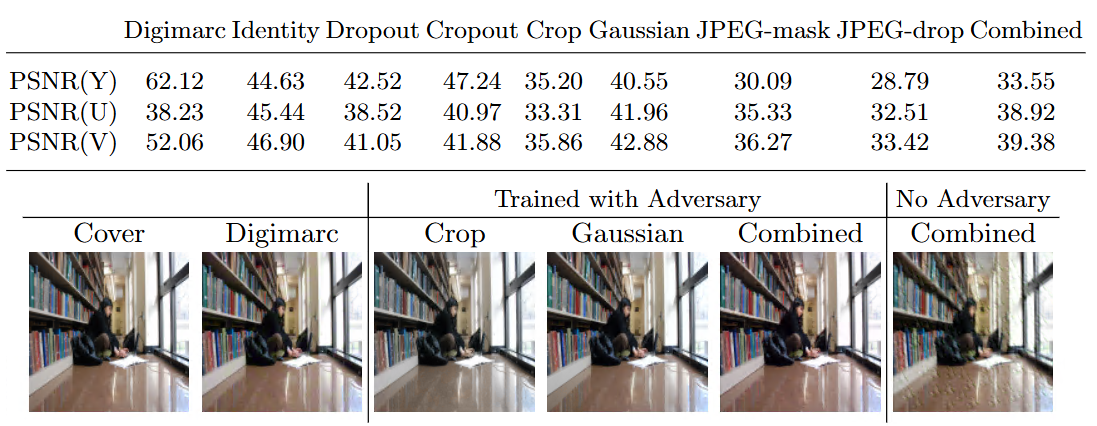 Digimarc Identity Dropout Cropout Crop Gaussian JPEG-mask JPEG-drop Combined
PSNR(Y) 62.12 44.63 42.52 47.24 35.20 40.55 30.09 28.79 33.55
PSNR(U) 38.23 45.44 38.52 40.97 33.31 41.96 35.33 32.51 38.92
PSNR(V) 52.06 46.90 41.05 41.88 35.86 42.88 36.27 33.42 39.38
Trained with Adversary No Adversary
Cover Digimarc Crop Gaussian Combined Combined